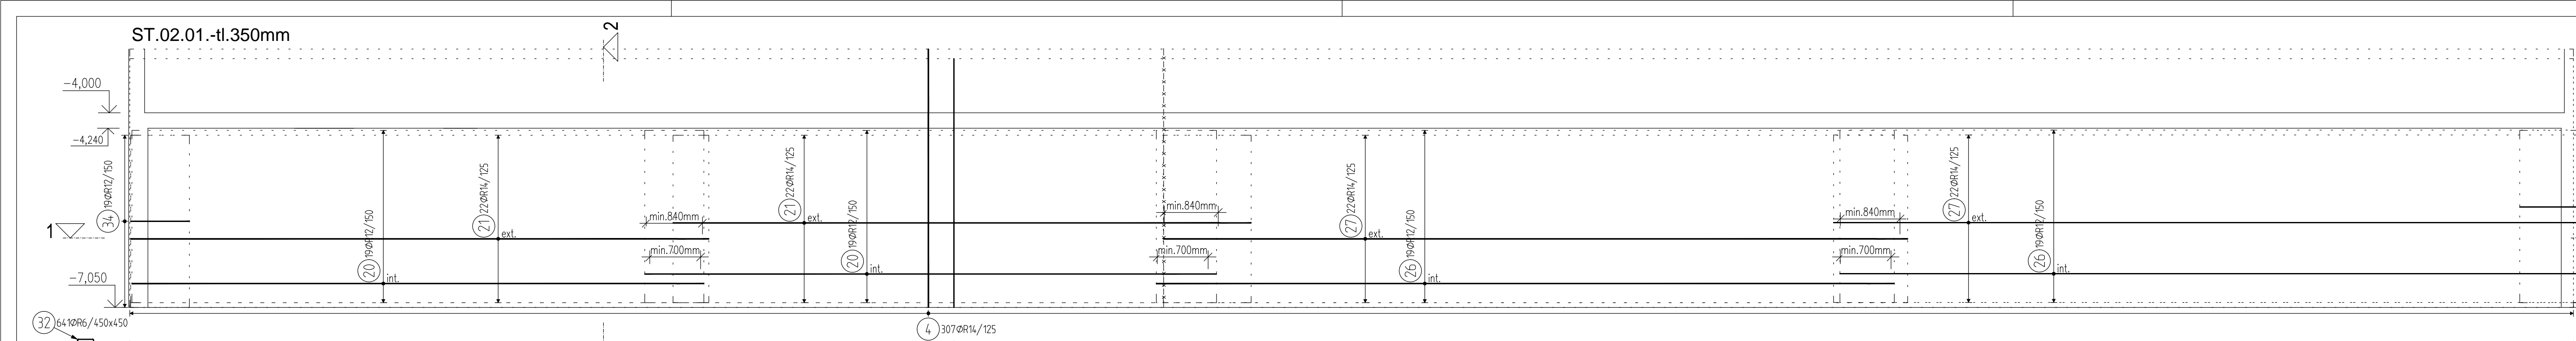 ST.02.01.-tl.350mm
2
-4,000
-4,240
34 19ØR12/150
20 19ØR12/150
21 22ØR14/125
ext.
int.
min.840mm
min.700mm
21 22ØR14/125
ext.
20 19ØR12/150
int.
min.840mm
min.700mm
27 22ØR14/125
ext.
26 19ØR12/150
int.
min.840mm
min.700mm
27 22ØR14/125
ext.
26 19ØR12/150
int.
1
-7,050
32 641ØR6/450x450
4 307ØR14/125